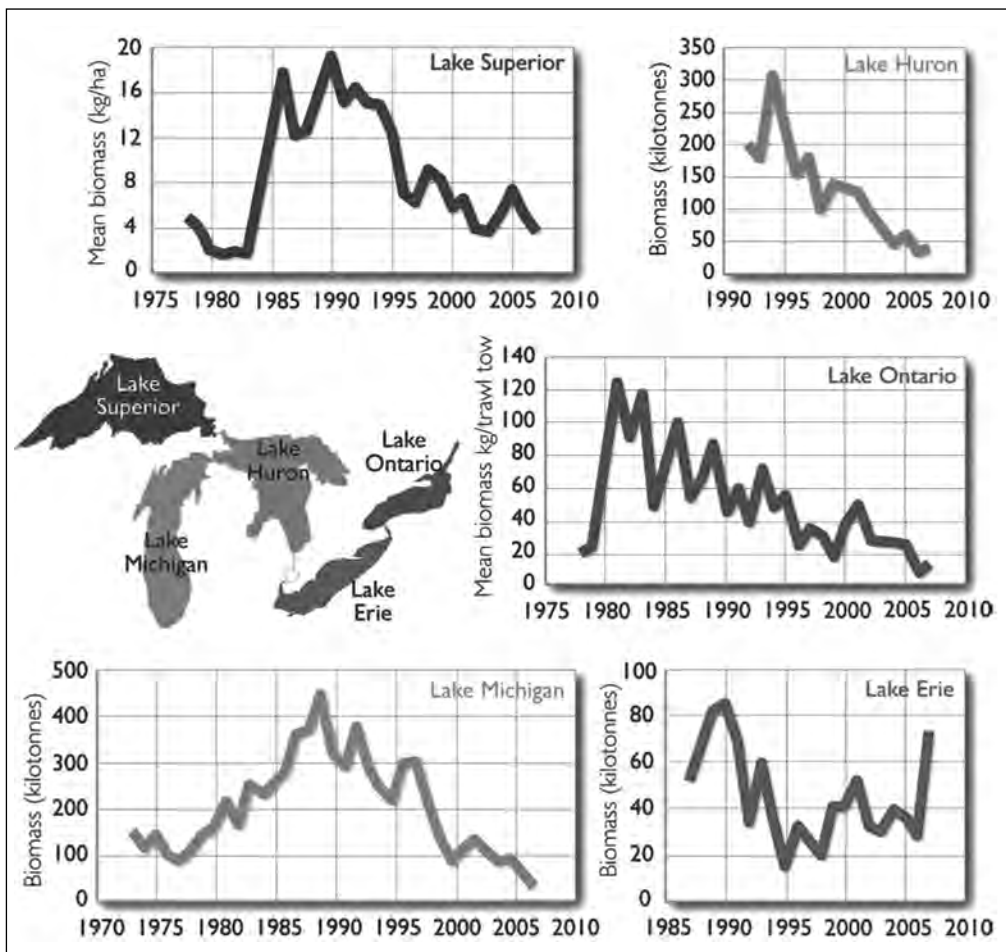 Lake Superior
Mean biomass (kg/ha)
20
16
12
8
4
0
1975 1980 1985 1990 1995 2000 2005 2010
Lake Huron
Biomass (kilotonnes)
350
300
250
200
150
100
50
0
1990 1995 2000 2005 2010
Lake
Superior
Lake
Huron
Lake
Ontario
Lake
Michigan
Lake
Erie
Lake Ontario
Mean biomass kg/trawl tow
140
120
100
80
60
40
20
0
1975 1980 1985 1990 1995 2000 2005 2010
Lake Michigan
Biomass (kilotonnes)
500
400
300
200
100
0
1970 1975 1980 1985 1990 1995 2000 2005 2010
Lake Erie
Biomass (kilotonnes)
100
80
60
40
20
0
1985 1990 1995 2000 2005 2010